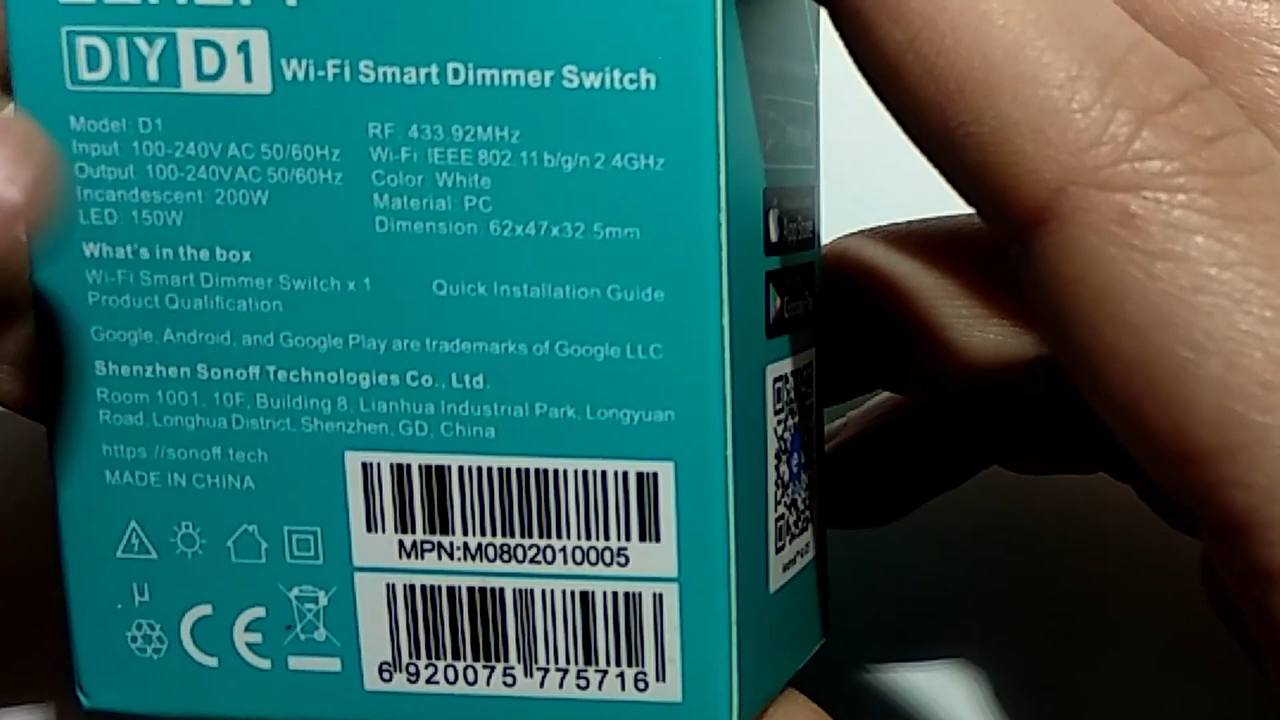 DIY D1 Wi-Fi Smart Dimmer Switch
Model: D1
Input: 100-240V AC 50/60Hz
Output: 100-240VAC 50/60Hz
Incandescent: 200W
LED: 150W
RF: 433.92MHz
Wi-Fi: IEEE 802.11 b/g/n 2.4GHz
Color: White
Material: PC
Dimension: 62x47x32.5mm
What's in the box
Wi-Fi Smart Dimmer Switch x 1
Quick Installation Guide
Product Qualification
Google, Android, and Google Play are trademarks of Google LLC
Shenzhen Sonoff Technologies Co., Ltd.
Room 1001, 10F, Building 8, Lianhua Industrial Park, Longyuan
Road, Longhua District, Shenzhen, GD, China
https://sonoff.tech
MADE IN CHINA
μ
CE
MPN:M0802010005
6 920075 775716
App Store